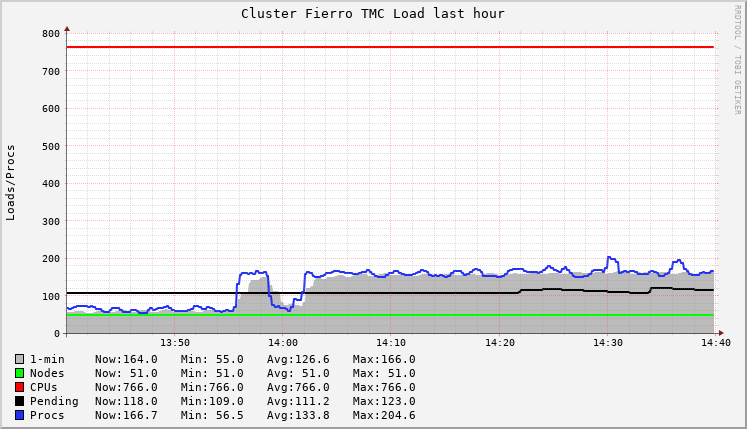 Cluster Fierro TMC Load last hour
RRDTOOL / TOBI OETIKER
Loads/Procs
800
700
600
500
400
300
200
100
0
13:50 14:00 14:10 14:20 14:30 14:40
1-min Now:164.0 Min: 55.0 Avg:126.6 Max:166.0
Nodes Now: 51.0 Min: 51.0 Avg: 51.0 Max: 51.0
CPUs Now:766.0 Min:766.0 Avg:766.0 Max:766.0
Pending Now:118.0 Min:109.0 Avg:111.2 Max:123.0
Procs Now:166.7 Min: 56.5 Avg:133.8 Max:204.6